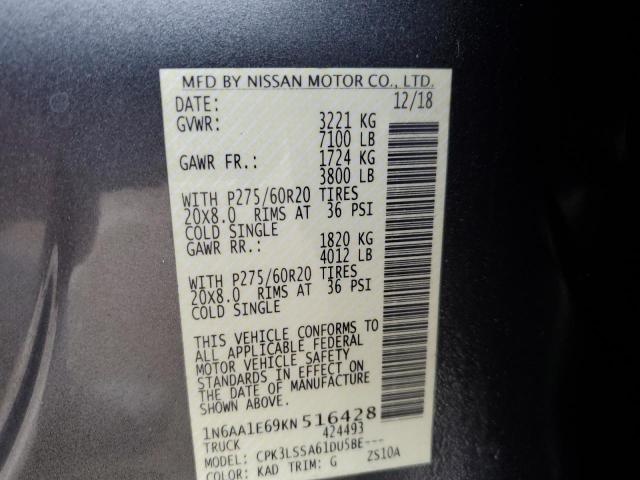 MFD BY NISSAN MOTOR CO., LTD.
DATE: 12/18
GVWR: 3221 KG
7100 LB
GAWR FR.: 1724 KG
3800 LB
WITH P275/60R20 TIRES
20X8.0 RIMS AT 36 PSI
COLD SINGLE
GAWR RR.: 1820 KG
4012 LB
WITH P275/60R20 TIRES
20X8.0 RIMS AT 36 PSI
COLD SINGLE
THIS VEHICLE CONFORMS TO
ALL APPLICABLE FEDERAL
MOTOR VEHICLE SAFETY
STANDARDS IN EFFECT ON
THE DATE OF MANUFACTURE
SHOWN ABOVE.
1N6AA1E69KN 516428
TRUCK 424493
MODEL: CPK3LSSA61DU5BE---
COLOR: KAD TRIM: G ZS10A